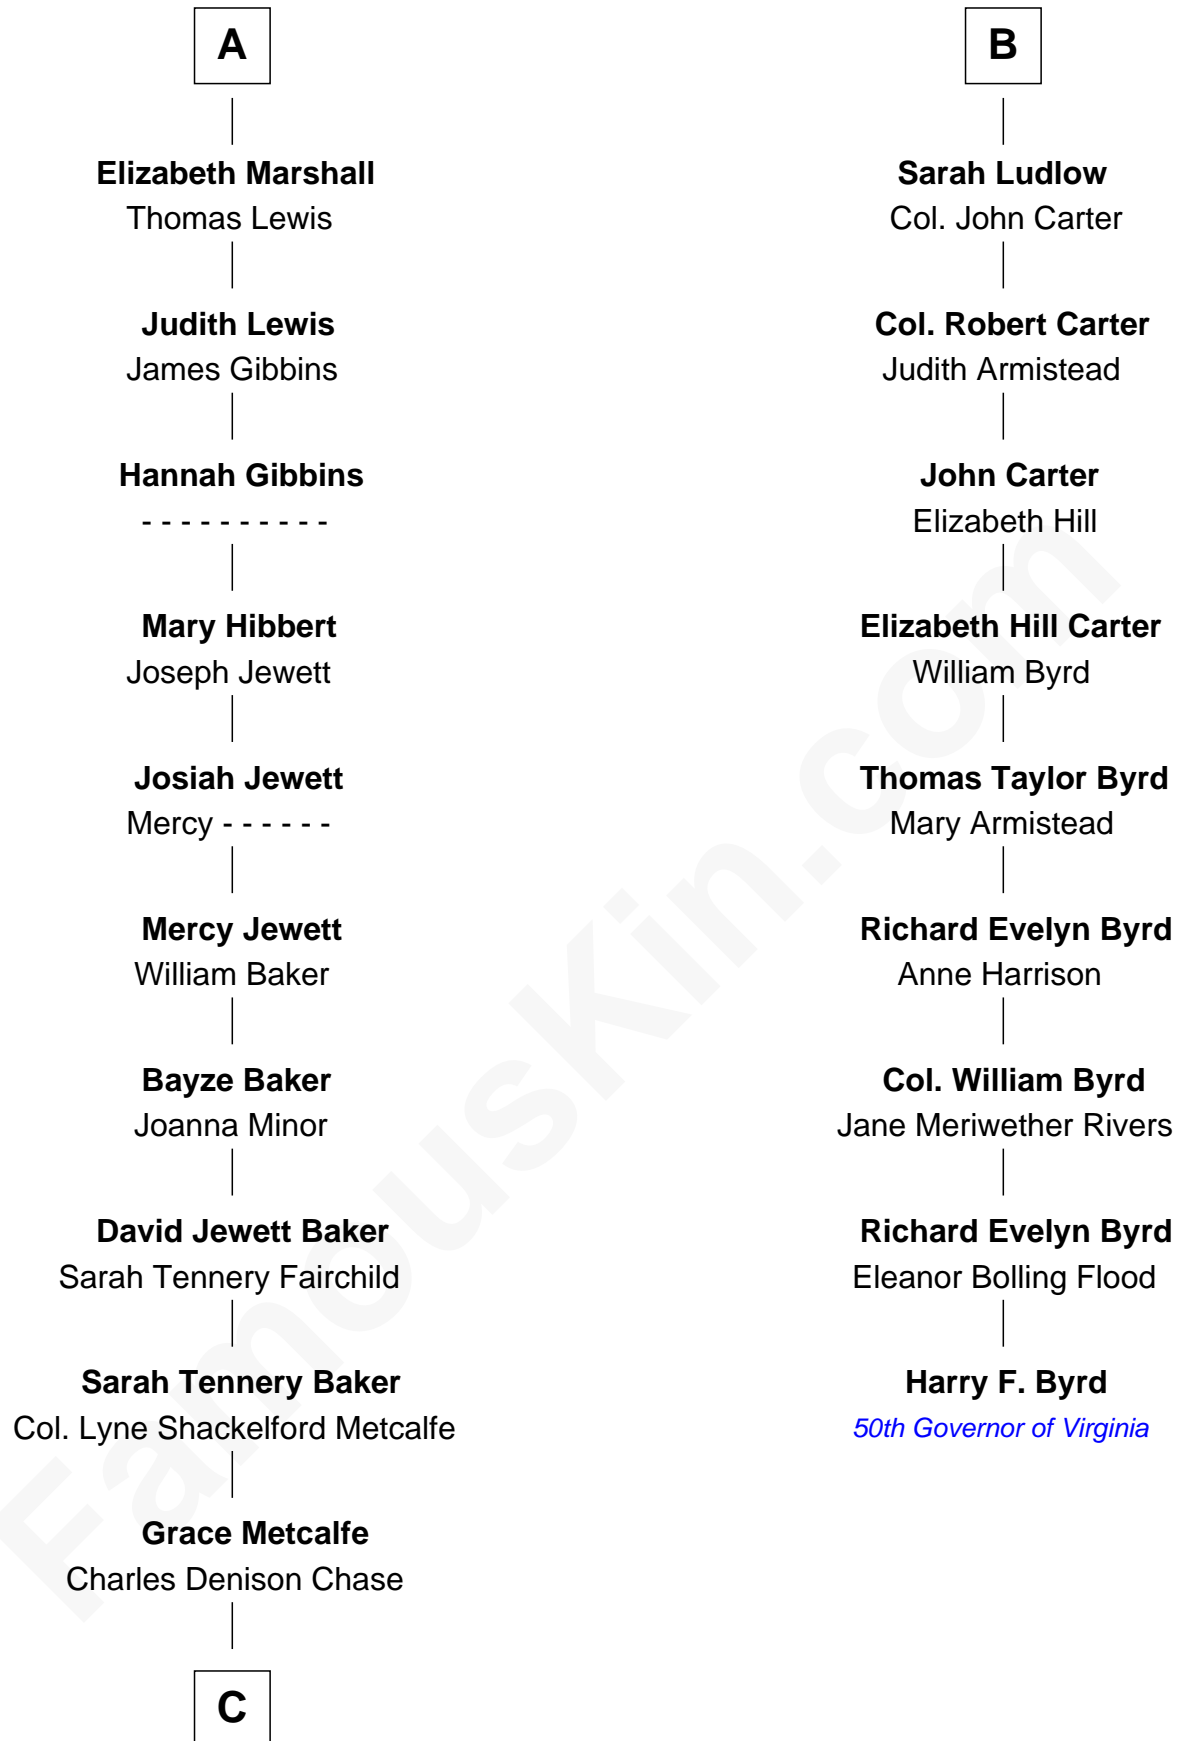 A
Elizabeth Marshall
Thomas Lewis
Judith Lewis
James Gibbins
Hannah Gibbins
- - - - - - - - - -
Mary Hibbert
Joseph Jewett
Josiah Jewett
Mercy - - - - - -
Mercy Jewett
William Baker
Bayze Baker
Joanna Minor
David Jewett Baker
Sarah Tennery Fairchild
Sarah Tennery Baker
Col. Lyne Shackelford Metcalfe
Grace Metcalfe
Charles Denison Chase
C
B
Sarah Ludlow
Col. John Carter
Col. Robert Carter
Judith Armistead
John Carter
Elizabeth Hill
Elizabeth Hill Carter
William Byrd
Thomas Taylor Byrd
Mary Armistead
Richard Evelyn Byrd
Anne Harrison
Col. William Byrd
Jane Meriwether Rivers
Richard Evelyn Byrd
Eleanor Bolling Flood
Harry F. Byrd
50th Governor of Virginia
FamousKin.com